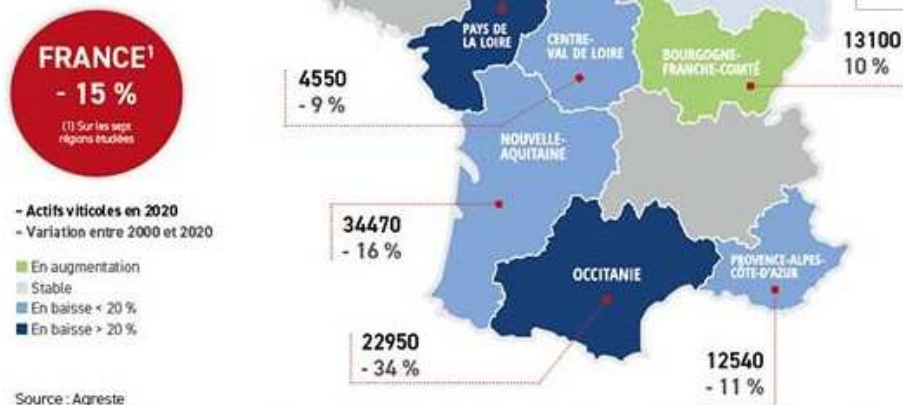 FRANCE¹
- 15 %
(1) Sur les sept
régions étudiées
- Actifs viticoles en 2020
- Variation entre 2000 et 2020
En augmentation
Stable
En baisse < 20 %
En baisse > 20 %
Source : Agreste
PAYS DE
LA LOIRE
CENTRE-
VAL DE LOIRE
BOURGOGNE-
FRANCHE-COMTÉ
13100
10 %
4550
- 9 %
NOUVELLE-
AQUITAINE
34470
- 16 %
OCCITANIE
PROVENCE-ALPES-
CÔTE-D'AZUR
22950
- 34 %
12540
- 11 %